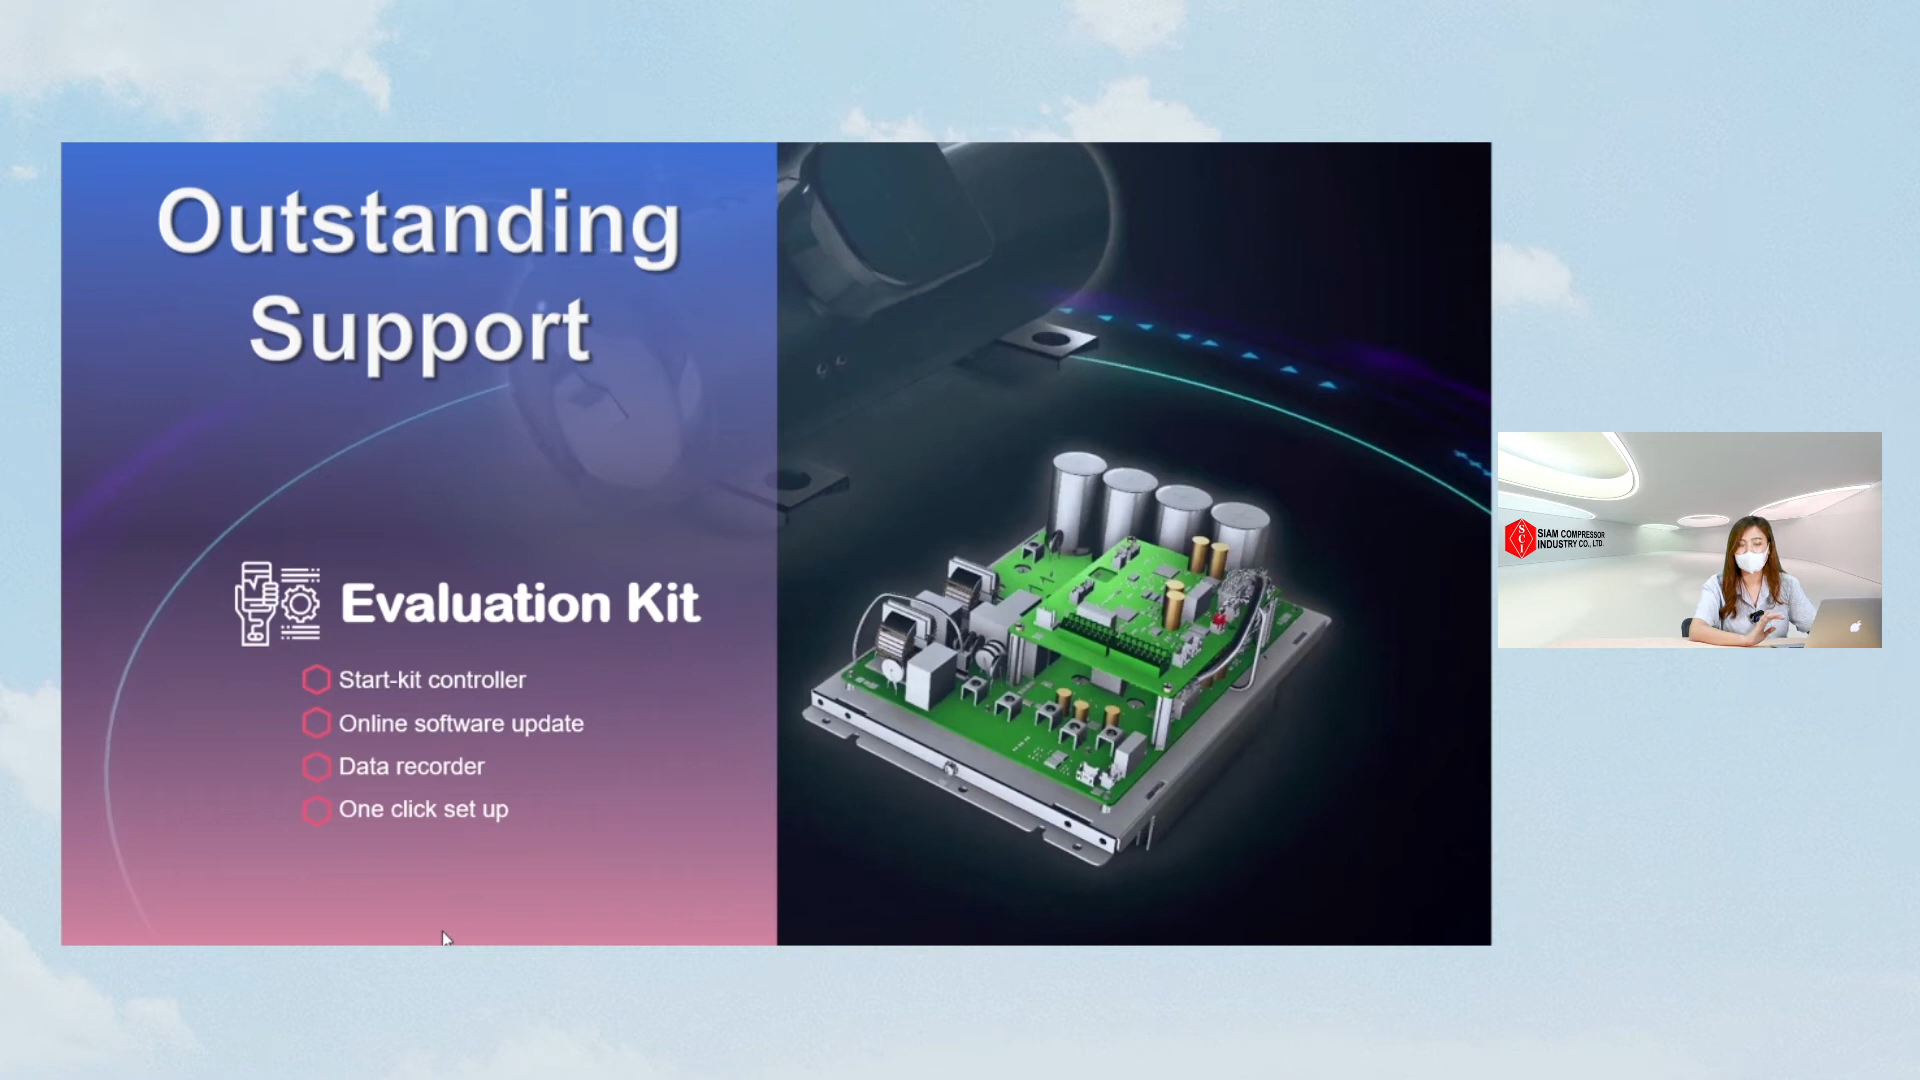 Outstanding
Support
Evaluation Kit
Start-kit controller
Online software update
Data recorder
One click set up
SCI
SIAM COMPRESSOR
INDUSTRY CO., LTD.